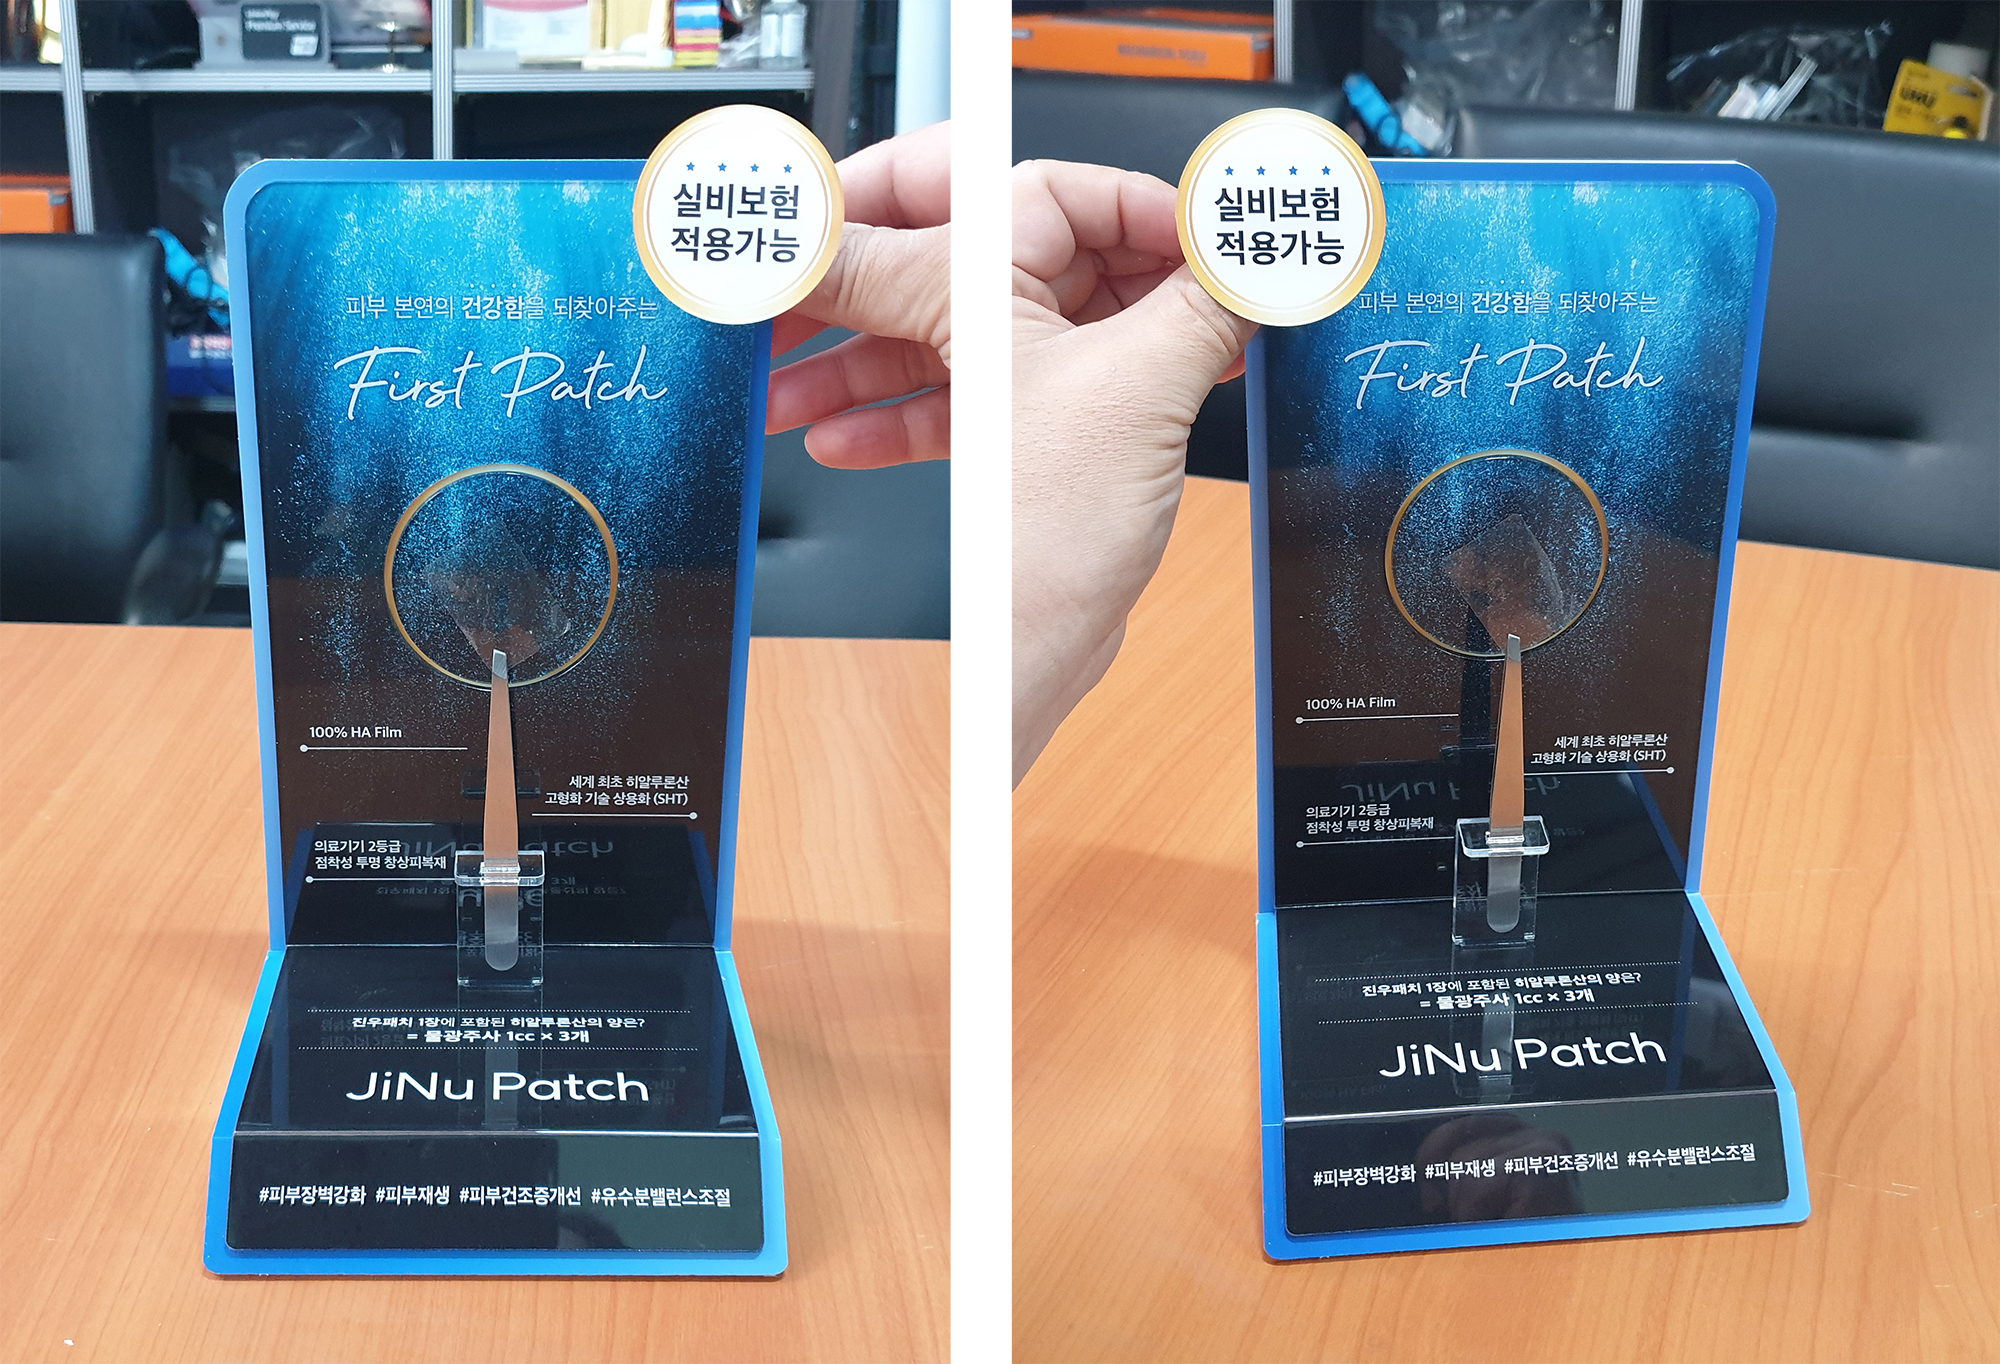 Premium Service
실비보험
적용가능
피부 본연의 건강함을 되찾아주는
First Patch
100% HA Film
세계 최초 히알루론산
고형화 기술 상용화 (SHT)
의료기기 2등급
점착성 투명 창상피복재
진우패치 1장에 포함된 히알루론산의 양은?
= 물광주사 1cc × 3개
JiNu Patch
#피부장벽강화 #피부재생 #피부건조증개선 #유수분밸런스조절
UHU
실비보험
적용가능
피부 본연의 건강함을 되찾아주는
First Patch
100% HA Film
세계 최초 히알루론산
고형화 기술 상용화 (SHT)
의료기기 2등급
점착성 투명 창상피복재
진우패치 1장에 포함된 히알루론산의 양은?
= 물광주사 1cc × 3개
JiNu Patch
#피부장벽강화 #피부재생 #피부건조증개선 #유수분밸런스조절